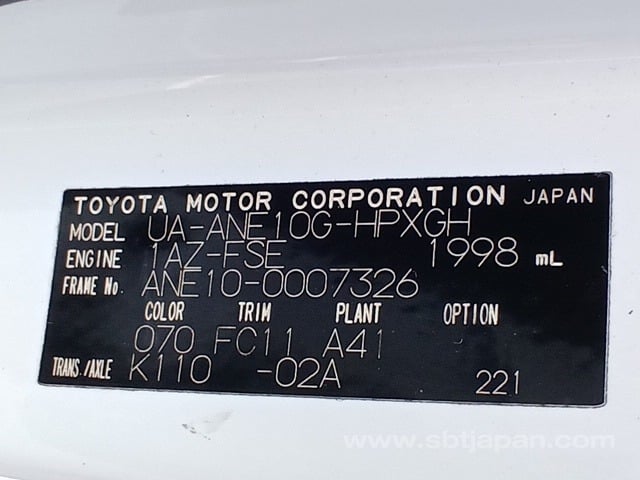 TOYOTA MOTOR CORPORATION JAPAN
MODEL UA-ANE10G-HPXGH
ENGINE 1AZ-FSE 1998 mL
FRAME No. ANE10-0007326
COLOR TRIM PLANT OPTION
070 FC11 A41
TRANS./AXLE K110 -02A 221
www.sbtjapan.com